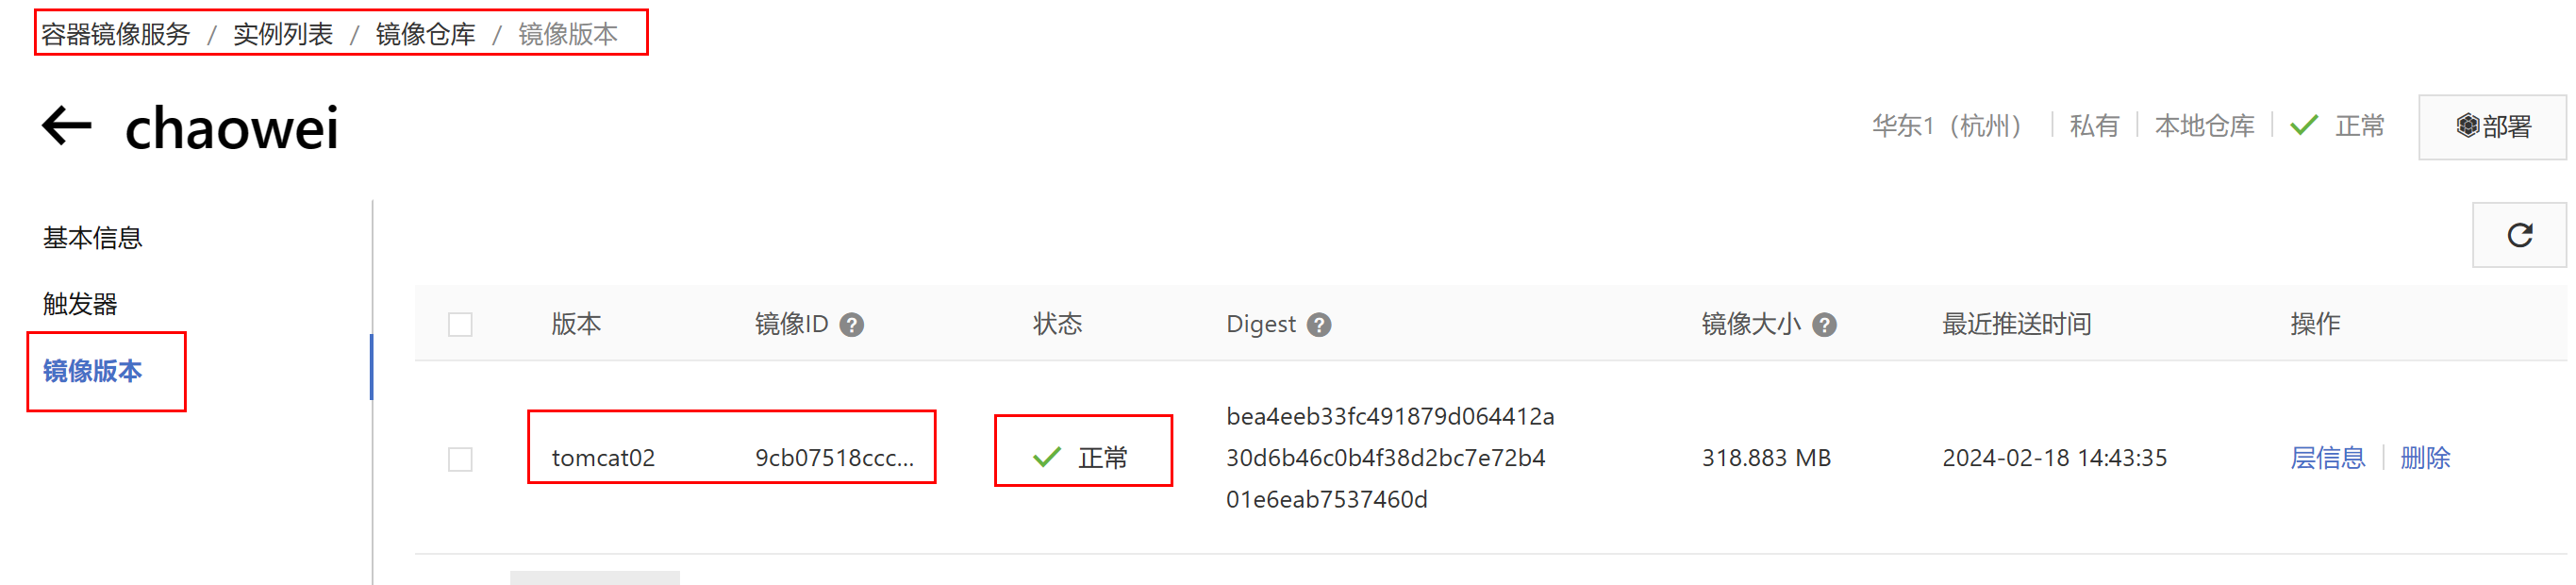 容器镜像服务 / 实例列表 / 镜像仓库 / 镜像版本
chaowei
华东1（杭州） 私有 本地仓库 正常 部署
基本信息
触发器
镜像版本
版本 镜像ID 状态 Digest 镜像大小 最近推送时间 操作
tomcat02 9cb07518ccc... 正常 bea4eeb33fc491879d064412a
30d6b46c0b4f38d2bc7e72b4
01e6eab7537460d
318.883 MB 2024-02-18 14:43:35 层信息 删除